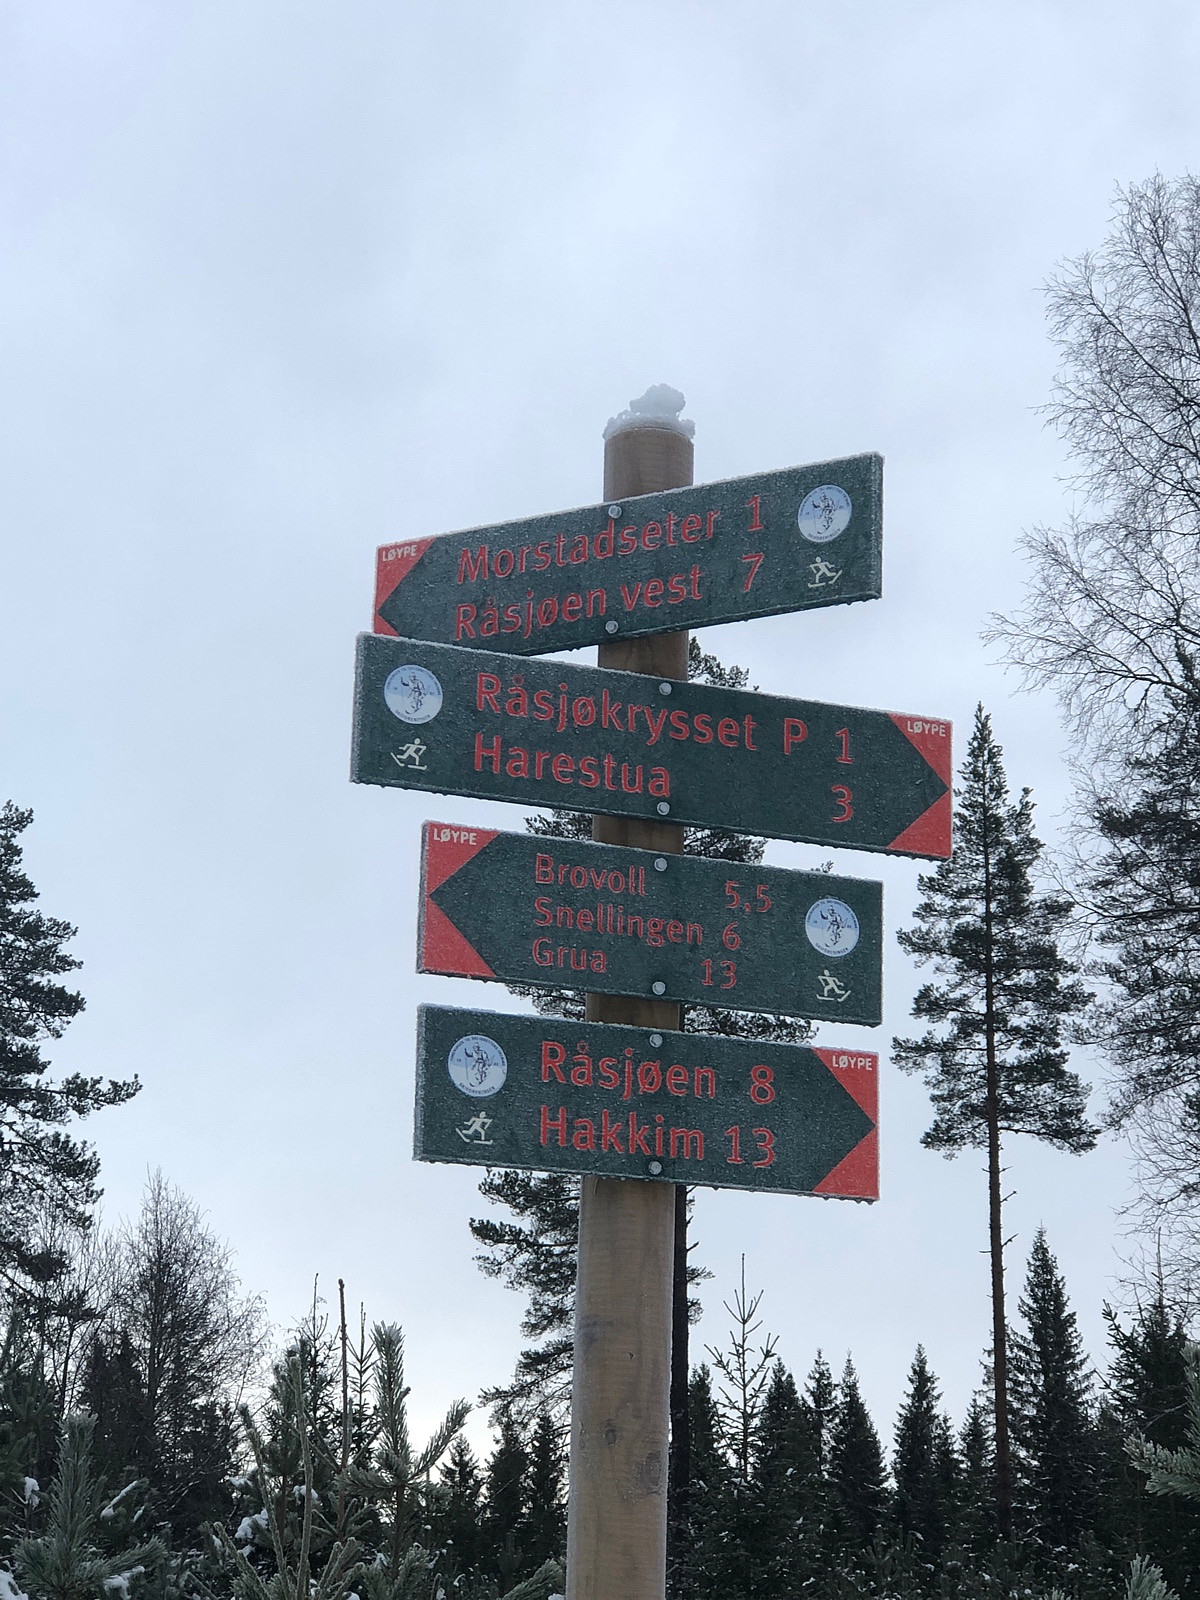 LØYPE
Morstadseter 1
Råsjøen vest 7
Råsjøkrysset P 1
LØYPE
Harestua 3
LØYPE
Brovoll 5,5
Snellingen 6
Grua 13
Råsjøen 8
LØYPE
Hakkim 13